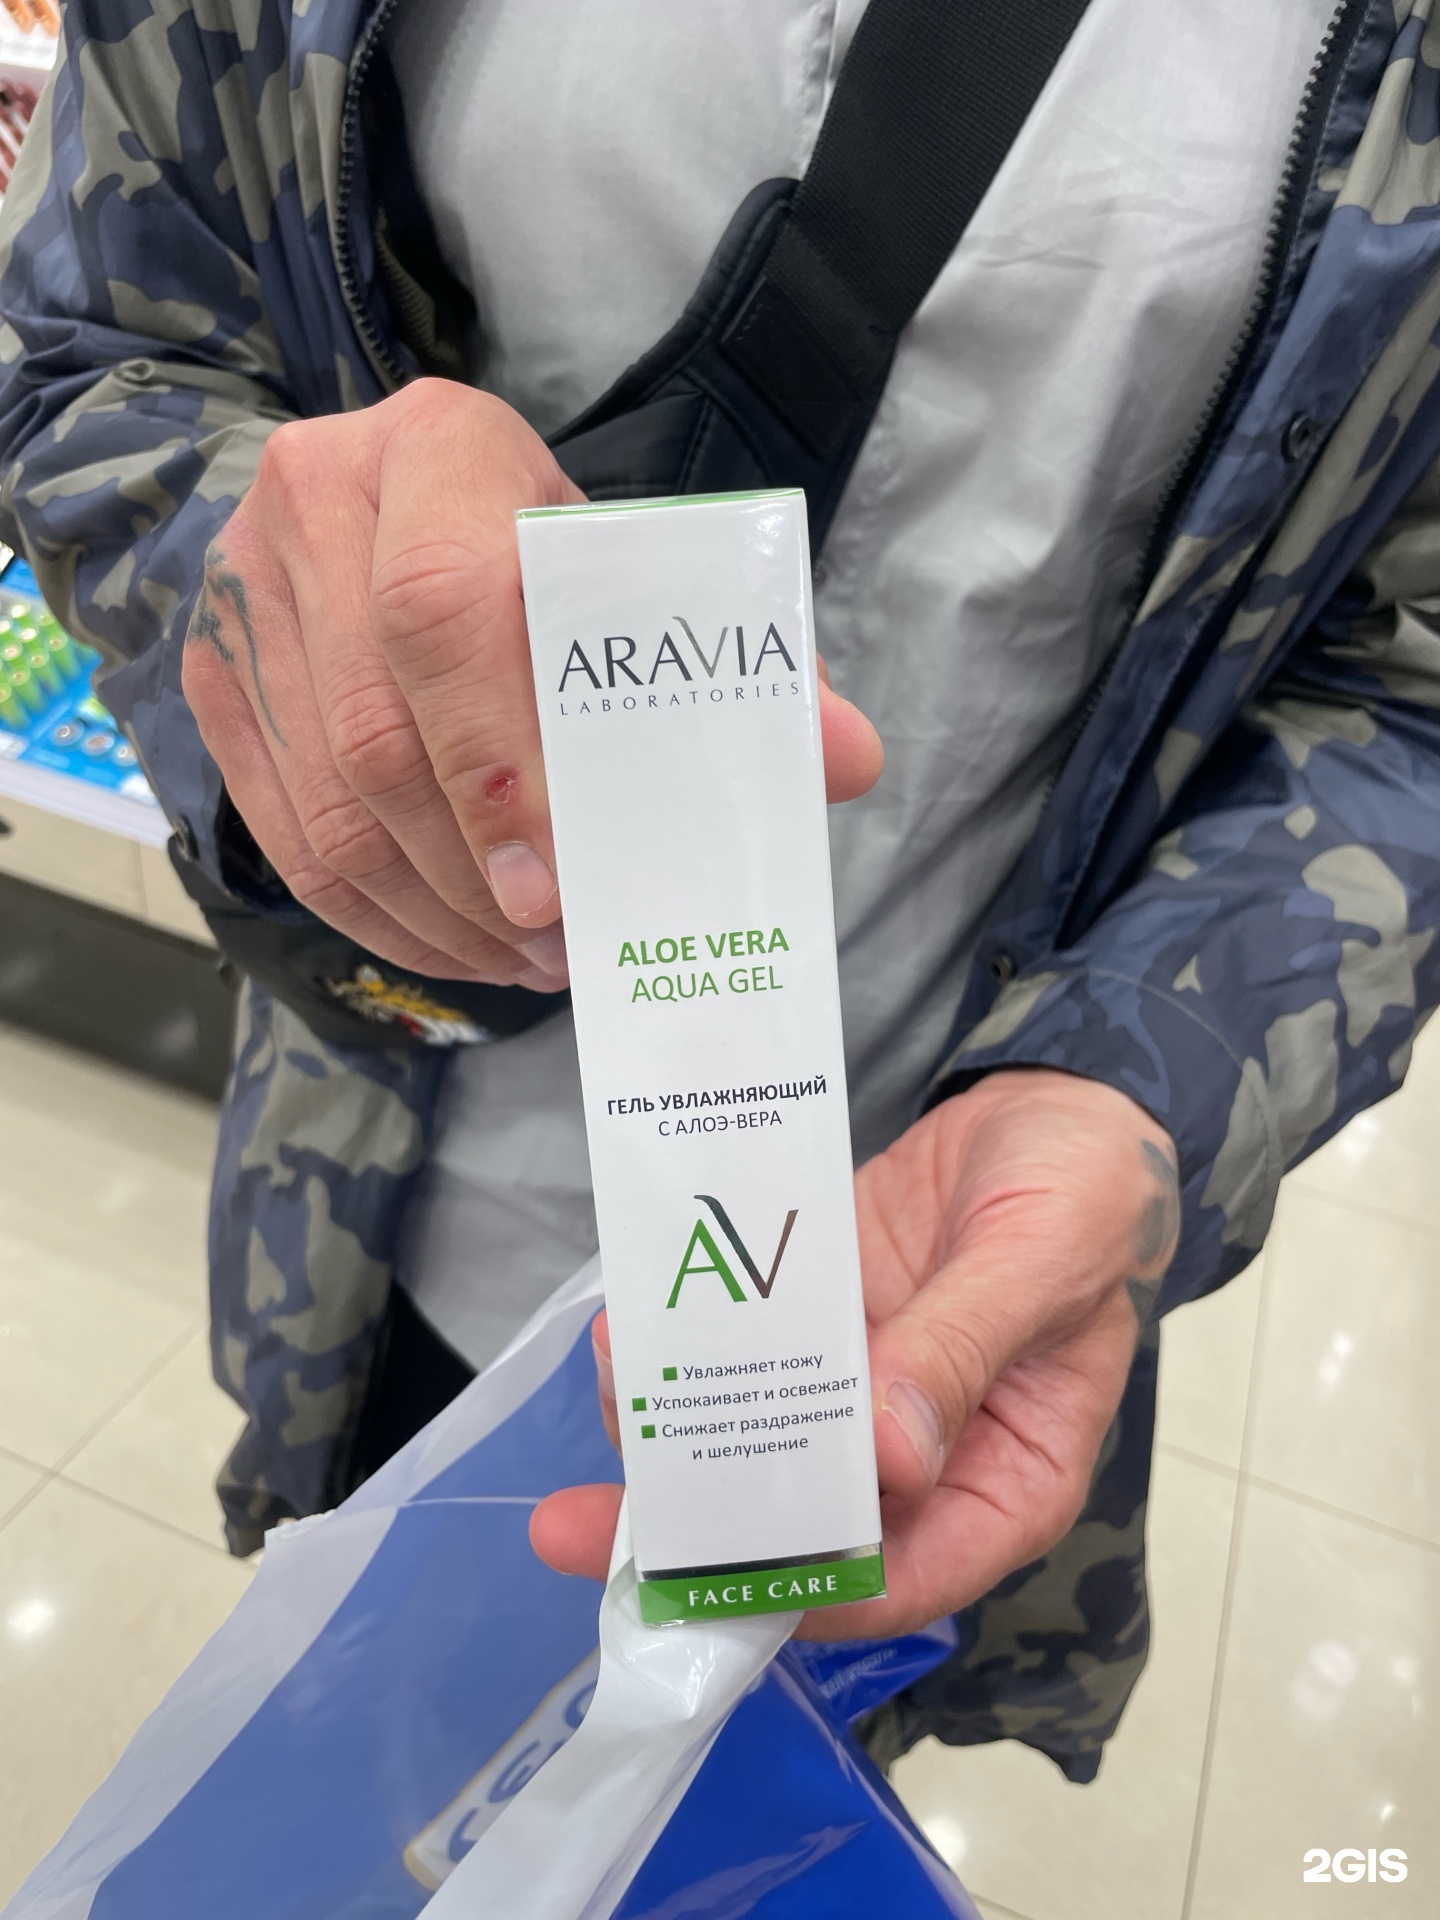 ARAVIA
LABORATORIES
ALOE VERA
AQUA GEL
ГЕЛЬ УВЛАЖНЯЮЩИЙ
С АЛОЭ-ВЕРА
AV
Увлажняет кожу
Успокаивает и освежает
Снижает раздражение
и шелушение
FACE CARE
2GIS